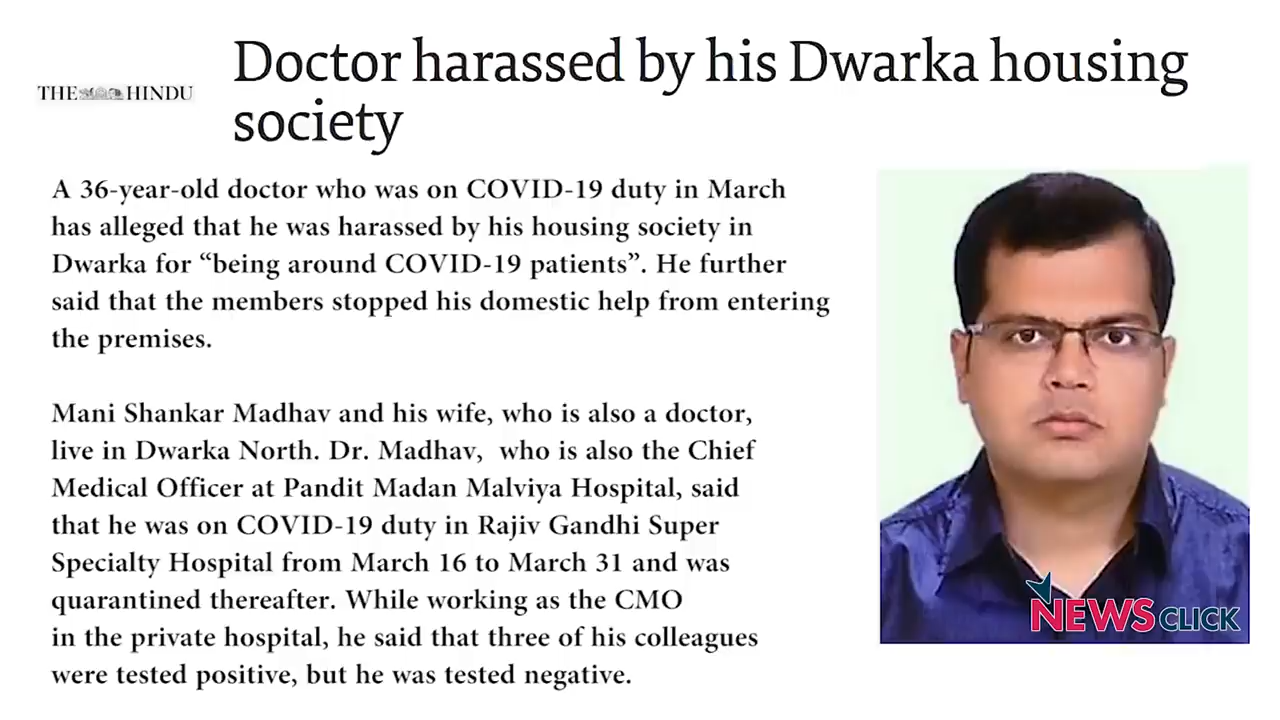 THE HINDU
Doctor harassed by his Dwarka housing
society
A 36-year-old doctor who was on COVID-19 duty in March
has alleged that he was harassed by his housing society in
Dwarka for “being around COVID-19 patients”. He further
said that the members stopped his domestic help from entering
the premises.
Mani Shankar Madhav and his wife, who is also a doctor,
live in Dwarka North. Dr. Madhav,  who is also the Chief
Medical Officer at Pandit Madan Malviya Hospital, said
that he was on COVID-19 duty in Rajiv Gandhi Super
Specialty Hospital from March 16 to March 31 and was
quarantined thereafter. While working as the CMO
in the private hospital, he said that three of his colleagues
were tested positive, but he was tested negative.
NEWSCLICK